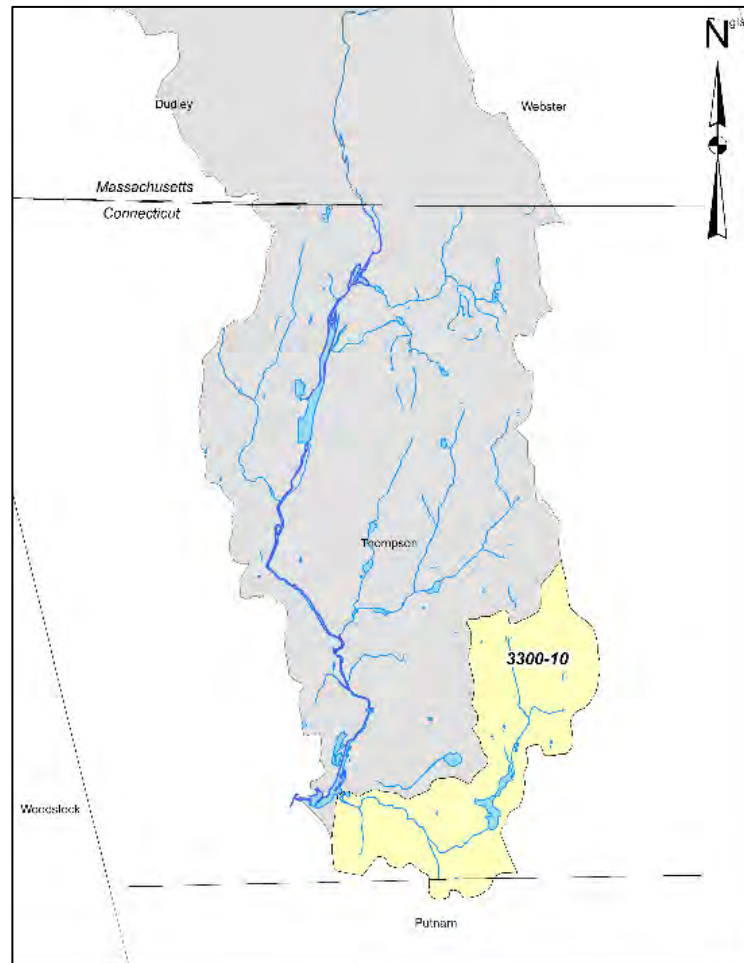 N
Dudley
Webster
Massachusetts
Connecticut
Thompson
3300-10
Woodstock
Putnam